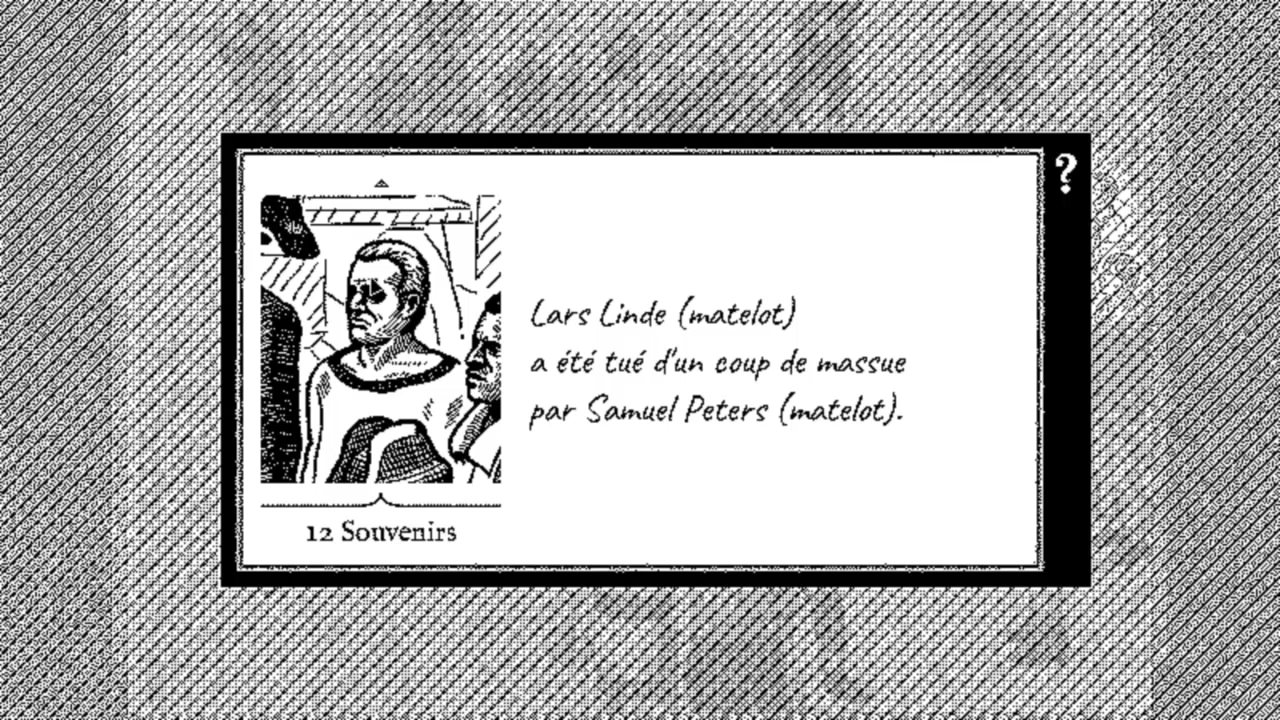 ?
12 Souvenirs
Lars Linde (matelot)
a été tué d'un coup de massue
par Samuel Peters (matelot).